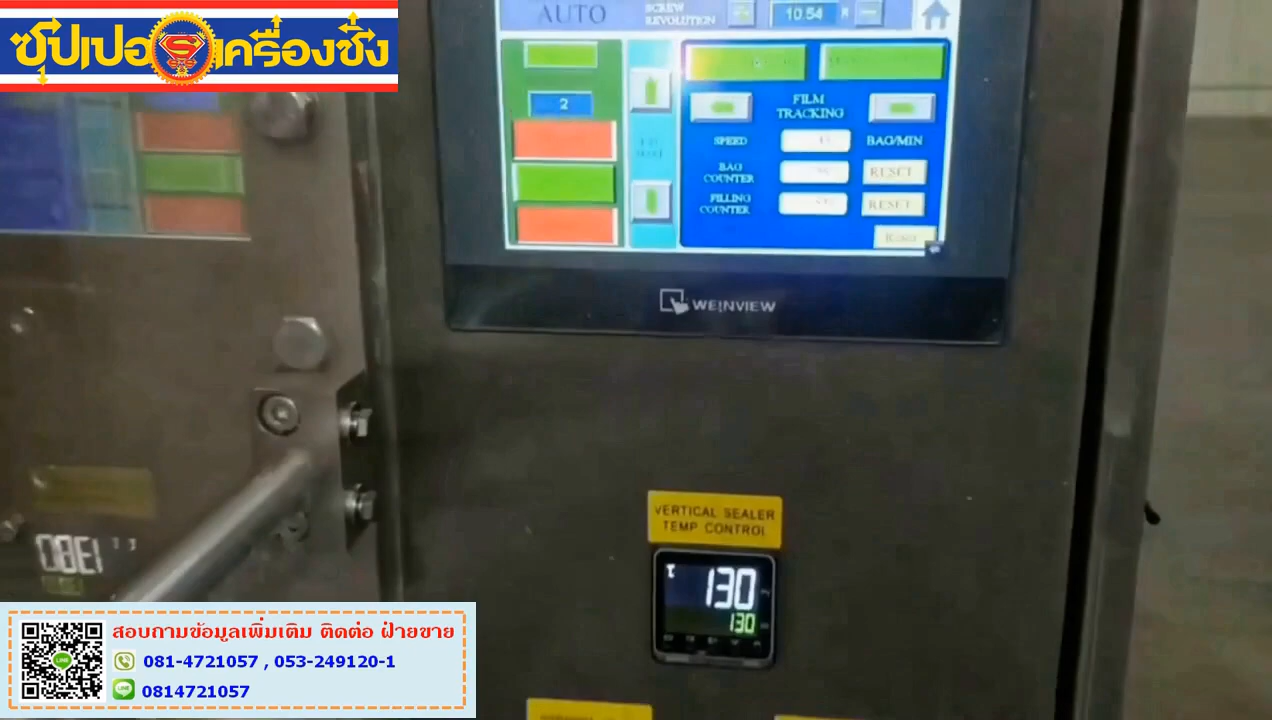 ซุปเปอร์เครื่องชั่ง
AUTO
SCREW
REVOLUTION
10.54
2
FILM
TRACKING
SPEED
BAG/MIN
BAG
COUNTER
RESET
FILLING
COUNTER
RESET
WEINVIEW
VERTICAL SEALER
TEMP CONTROL
130
130
สอบถามข้อมูลเพิ่มเติม ติดต่อ ฝ่ายขาย
081-4721057 , 053-249120-1
LINE
0814721057